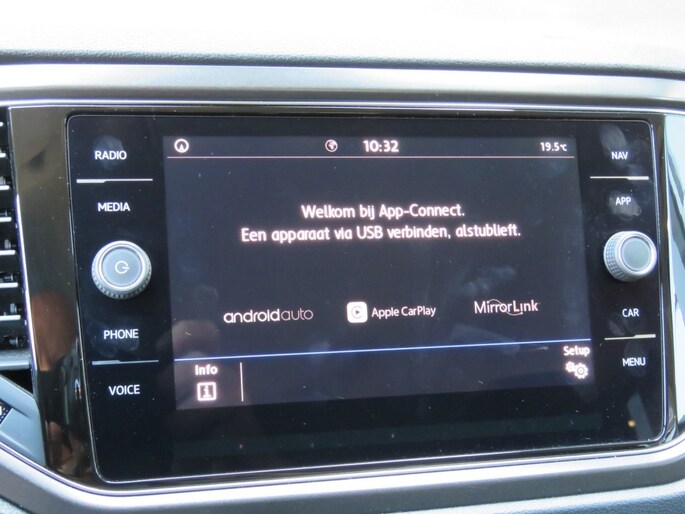 10:32
19.5°C
RADIO
NAV
MEDIA
APP
Welkom bij App-Connect.
Een apparaat via USB verbinden, alstublieft.
androidauto
Apple CarPlay
MirrorLink
PHONE
CAR
Info
Setup
VOICE
MENU